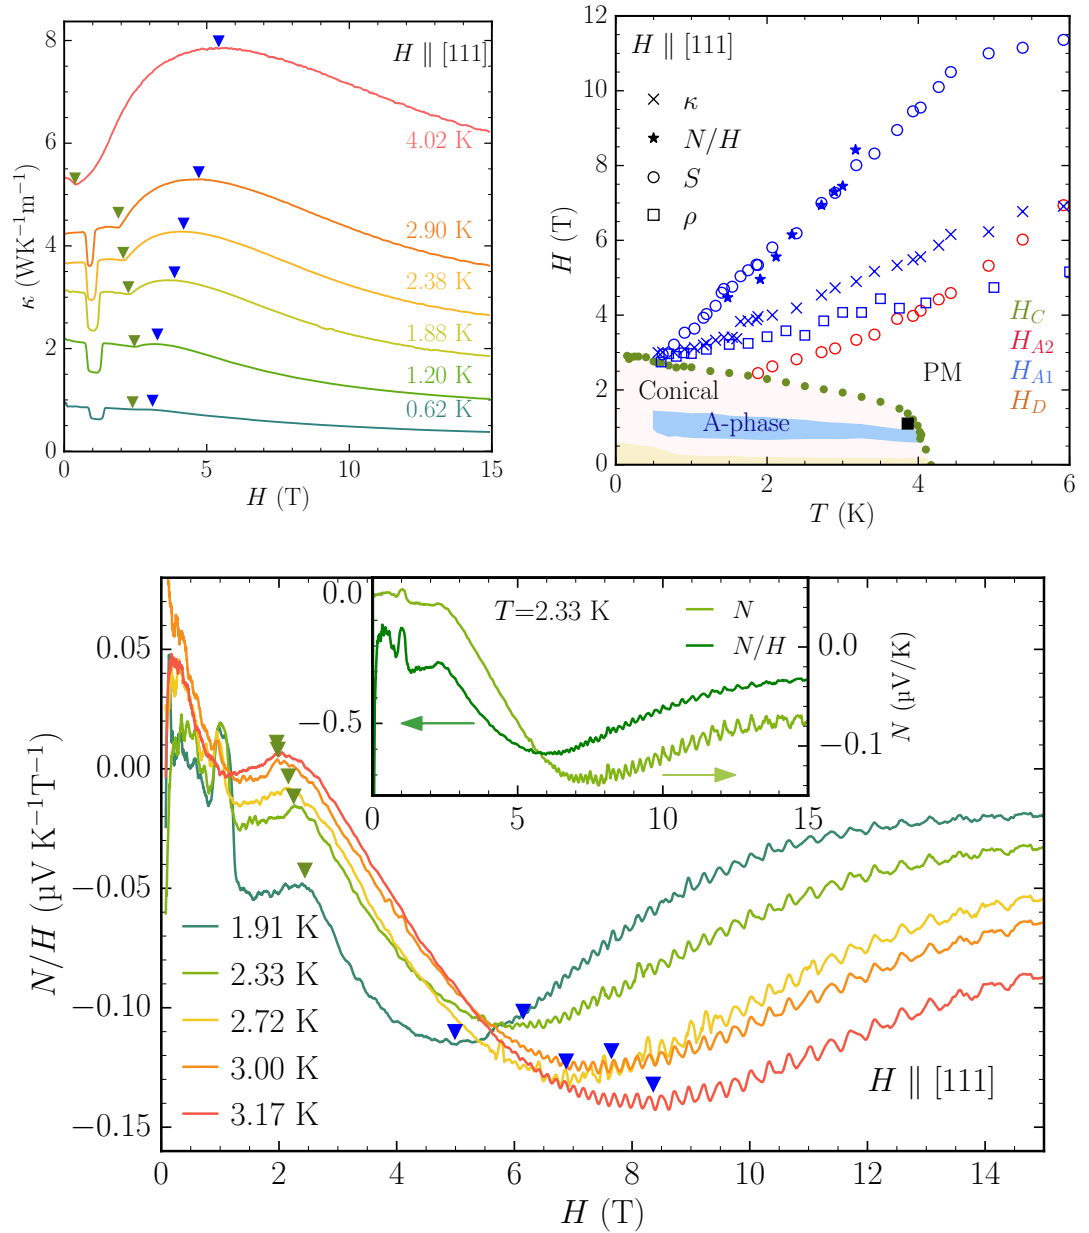 8
6
4
2
0
κ (WK⁻¹m⁻¹)
H ∥ [111]
4.02 K
2.90 K
2.38 K
1.88 K
1.20 K
0.62 K
0 5 10 15
H (T)
12
10
8
6
4
2
0
H (T)
H ∥ [111]
κ
N/H
S
ρ
H_C
H_A2
H_A1
H_D
PM
Conical
A-phase
0 2 4 6
T (K)
0.05
0.00
−0.05
−0.10
−0.15
N/H (µV K⁻¹T⁻¹)
1.91 K
2.33 K
2.72 K
3.00 K
3.17 K
H ∥ [111]
0 2 4 6 8 10 12 14
H (T)
0.0
−0.5
T=2.33 K
N
N/H
0.0
−0.1
N (µV/K)
0 5 10 15